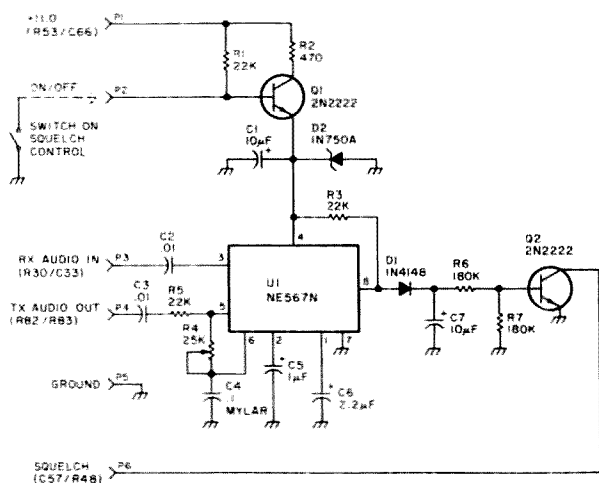 +11.0
(R53/C66)
P1
R1
22K
R2
470
ON/OFF
P2
Q1
2N2222
SWITCH ON
SQUELCH
CONTROL
C1
10µF
+
D2
1N750A
R3
22K
4
RX AUDIO IN
(R30/C33)
P3
C2
.01
3
U1
NE567N
8
D1
1N4148
R6
180K
Q2
2N2222
TX AUDIO OUT
(R82/R83)
P4
C3
.01
R5
22K
5
R4
25K
6
2
1
7
+
C7
10µF
R7
180K
GROUND
P5
C4
.1
MYLAR
+
C5
1µF
+
C6
2.2µF
SQUELCH
(C57/R48)
P6